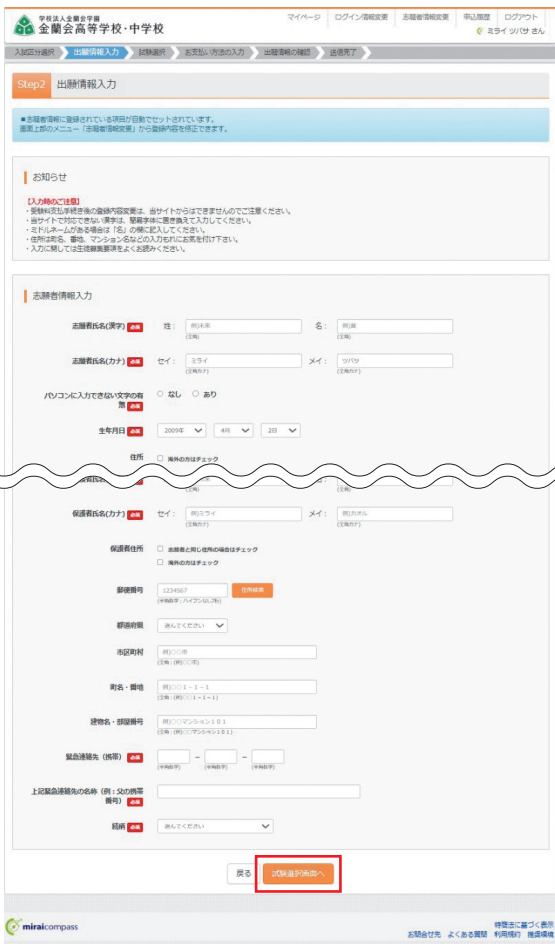 学校法人金蘭会学園
金蘭会高等学校・中学校
マイページ ログイン情報変更 志願者情報変更 申込履歴 ログアウト
ミライ ツバサ さん
入試区分選択 出願情報入力 試験選択 お支払い方法の入力 出願情報の確認 送信完了
Step2 出願情報入力
■志願者情報に登録されている項目が自動でセットされています。
画面上部のメニュー「志願者情報変更」から登録内容を修正できます。
お知らせ
【入力時のご注意】
・受験料支払手続き後の登録内容変更は、当サイトからはできませんのでご注意ください。
・当サイトで対応できない漢字は、簡易字体に置き換えて入力してください。
・ミドルネームがある場合は「名」の欄に記入してください。
・住所は町名、番地、マンション名などの入力もれにお気を付け下さい。
・入力に関しては生徒募集要項をよくお読みください。
志願者情報入力
志願者氏名(漢字) 必須 姓： 例)未来 名： 例)翼
(全角) (全角)
志願者氏名(カナ) 必須 セイ： ミライ メイ： ツバサ
(全角カナ) (全角カナ)
パソコンに入力できない文字の有
無 必須 なし あり
生年月日 必須 2009年 4月 2日
住所 海外の方はチェック
(全角) (全角)
保護者氏名(カナ) 必須 セイ： 例)ミライ メイ： 例)カオル
(全角カナ) (全角カナ)
保護者住所 志願者と同じ住所の場合はチェック
海外の方はチェック
郵便番号 1234567 住所検索
(半角数字：ハイフンなし7桁)
都道府県 選んでください
市区町村 例)○○市
(全角：(例)○○市)
町名・番地 例)○○1－1－1
(全角：(例)○○1－1－1)
建物名・部屋番号 例)○○マンション101
(全角：(例)○○マンション101)
緊急連絡先（携帯） 必須 － －
(半角数字) (半角数字) (半角数字)
上記緊急連絡先の名称（例：父の携帯
番号） 必須
続柄 必須 選んでください
戻る 試験選択画面へ
miraicompass
特商法に基づく表示
お問合せ先 よくある質問 利用規約 推奨環境